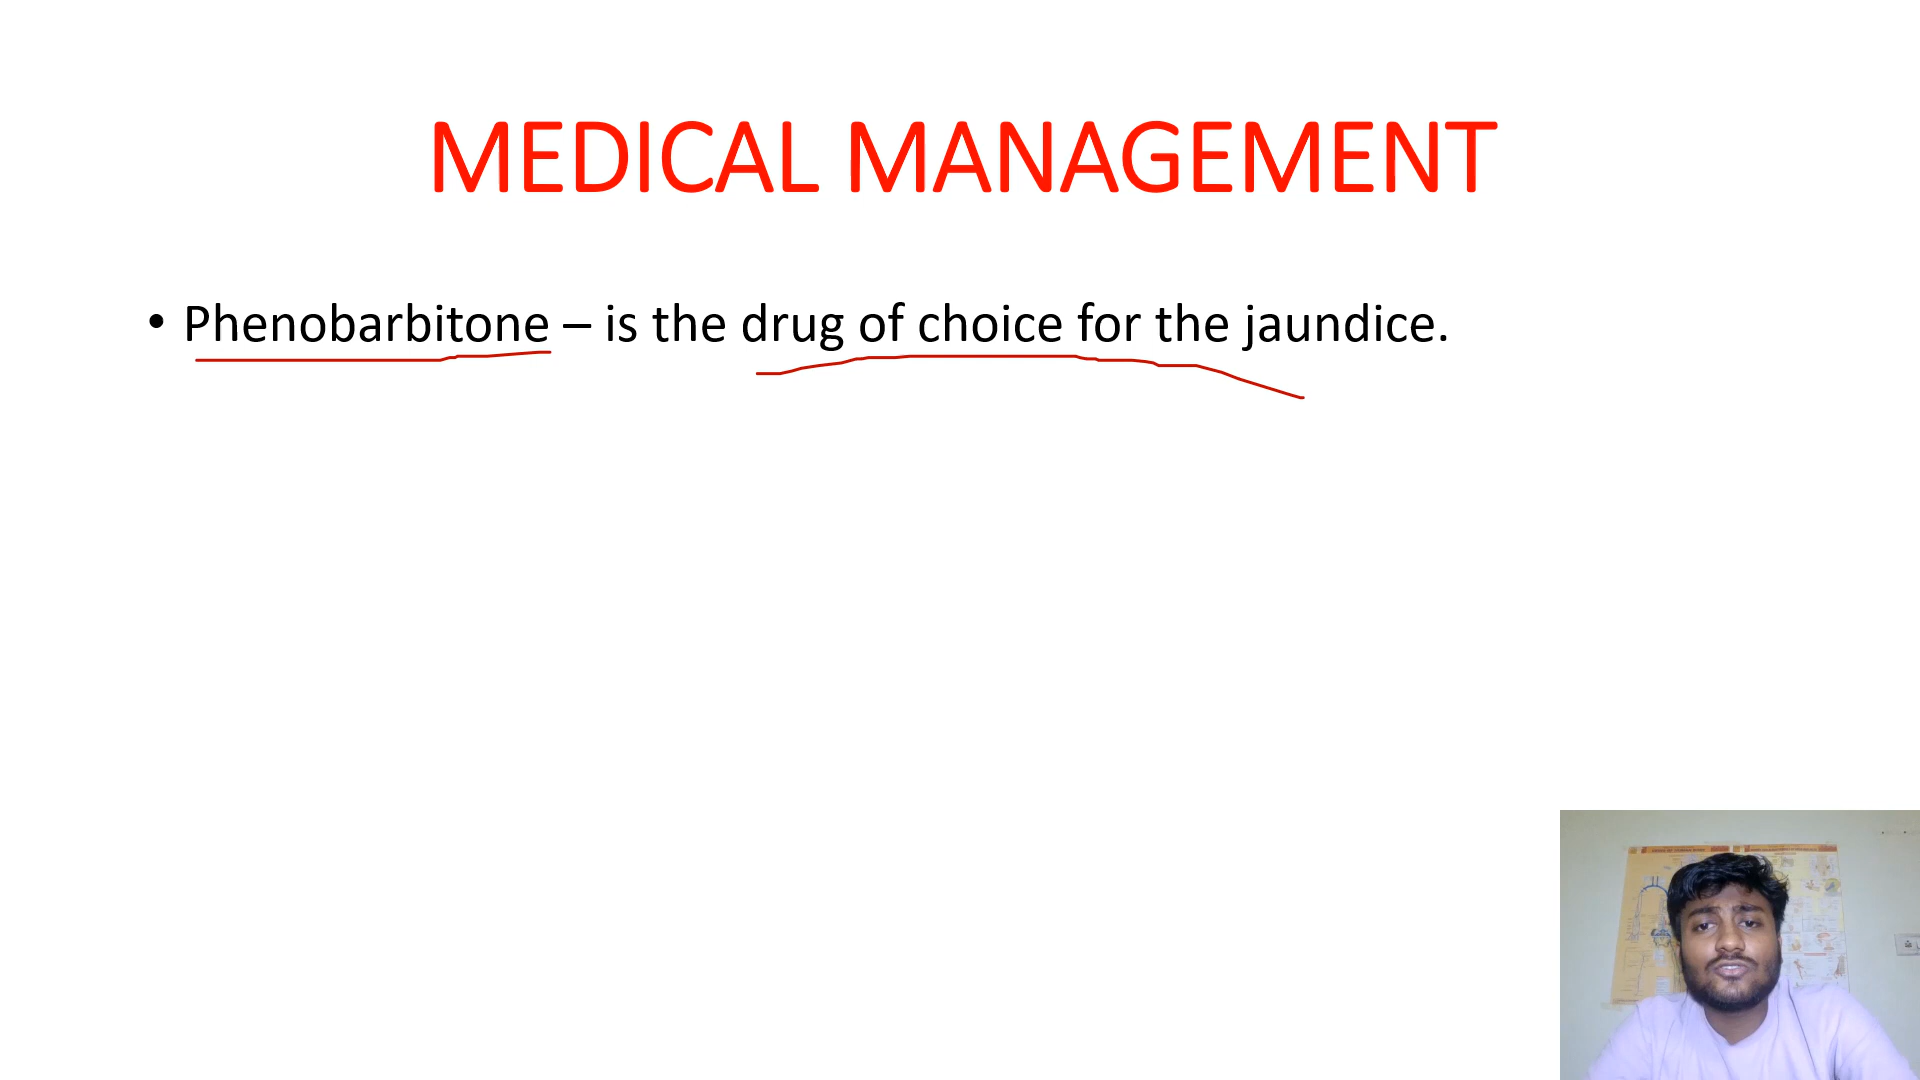 MEDICAL MANAGEMENT
• Phenobarbitone – is the drug of choice for the jaundice.